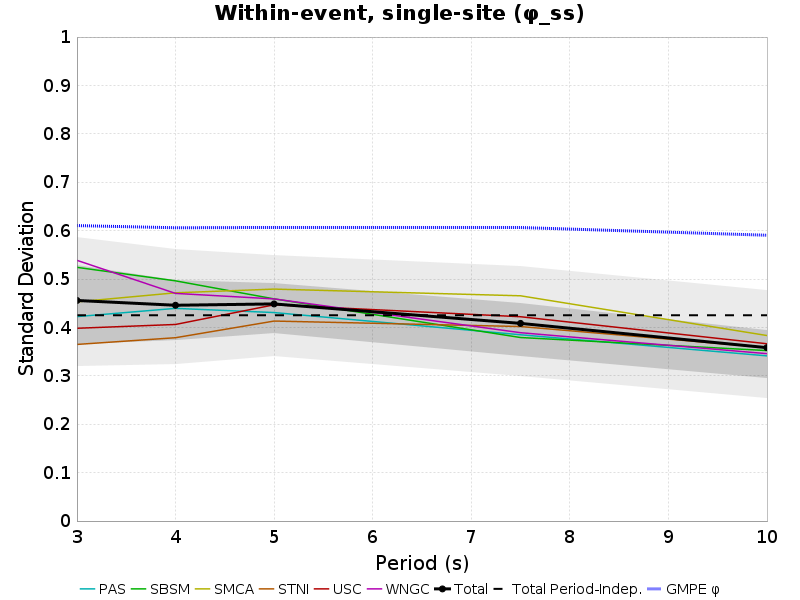 Within-event, single-site (φ_ss)
Standard Deviation
1
0.9
0.8
0.7
0.6
0.5
0.4
0.3
0.2
0.1
0
3 4 5 6 7 8 9 10
Period (s)
PAS SBSM SMCA STNI USC WNGC Total Total Period-Indep. GMPE φ